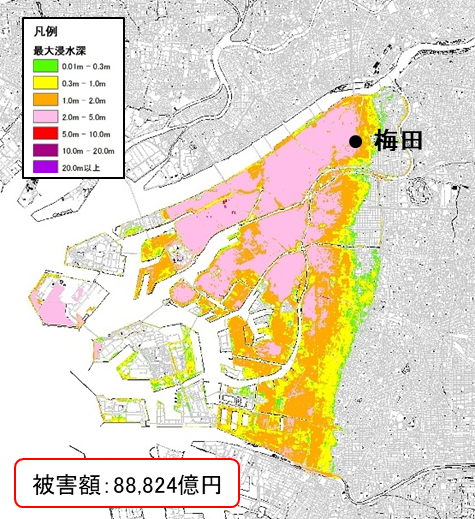 凡例
最大浸水深
0.01m - 0.3m
0.3m - 1.0m
1.0m - 2.0m
2.0m - 5.0m
5.0m - 10.0m
10.0m - 20.0m
20.0m以上
梅田
被害額:88,824億円